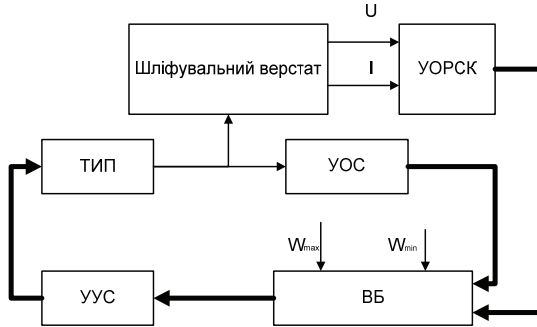 U
Шліфувальний верстат
I
УОРСК
ТИП
УОС
Wmax
Wmin
УУС
ВБ